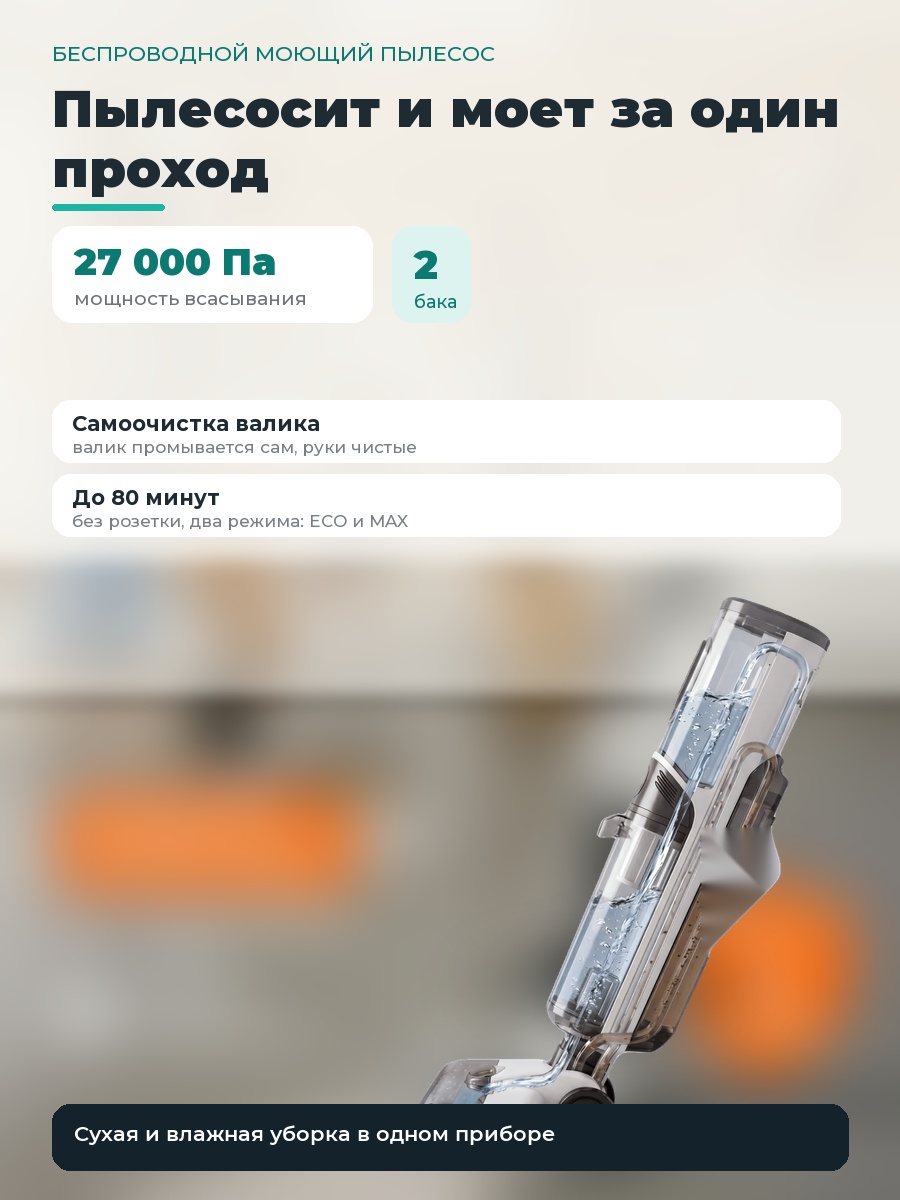 БЕСПРОВОДНОЙ МОЮЩИЙ ПЫЛЕСОС
Пылесосит и моет за один
проход
27 000 Па
мощность всасывания
2
бака
Самоочистка валика
валик промывается сам, руки чистые
До 80 минут
без розетки, два режима: ECO и MAX
Сухая и влажная уборка в одном приборе